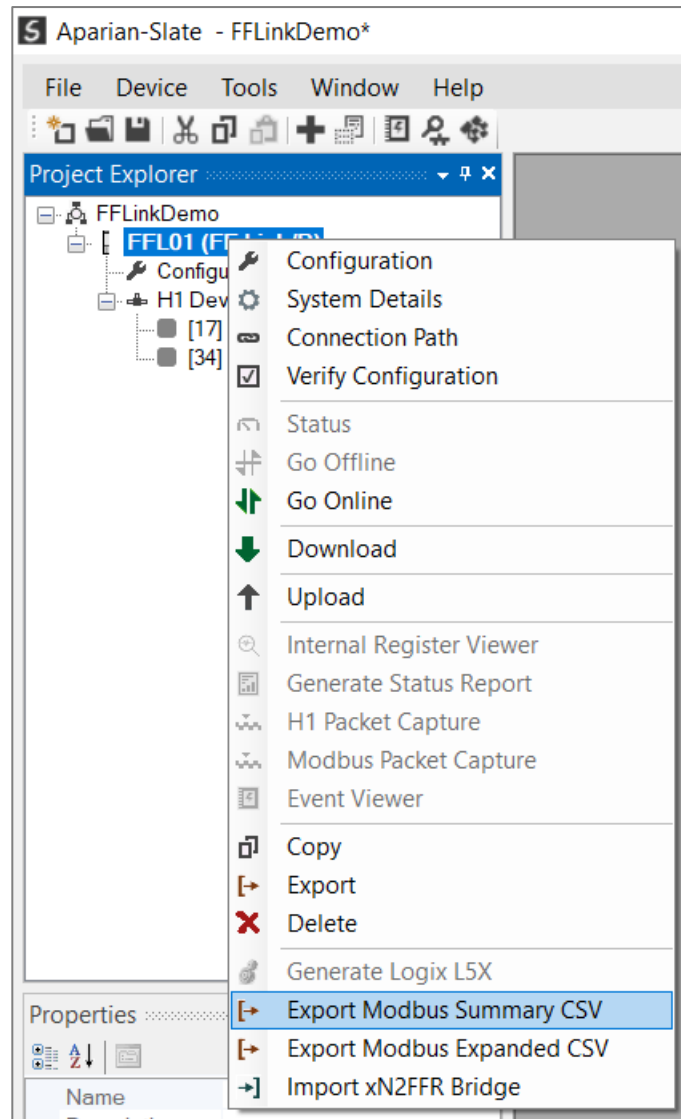 Aparian-Slate - FFLinkDemo*
File Device Tools Window Help
Project Explorer
FFLinkDemo
FFL01
Configuration
H1 Dev
[17]
[34]
Configuration
System Details
Connection Path
Verify Configuration
Status
Go Offline
Go Online
Download
Upload
Internal Register Viewer
Generate Status Report
H1 Packet Capture
Modbus Packet Capture
Event Viewer
Copy
Export
Delete
Generate Logix L5X
Export Modbus Summary CSV
Export Modbus Expanded CSV
Import xN2FFR Bridge
Properties
Name